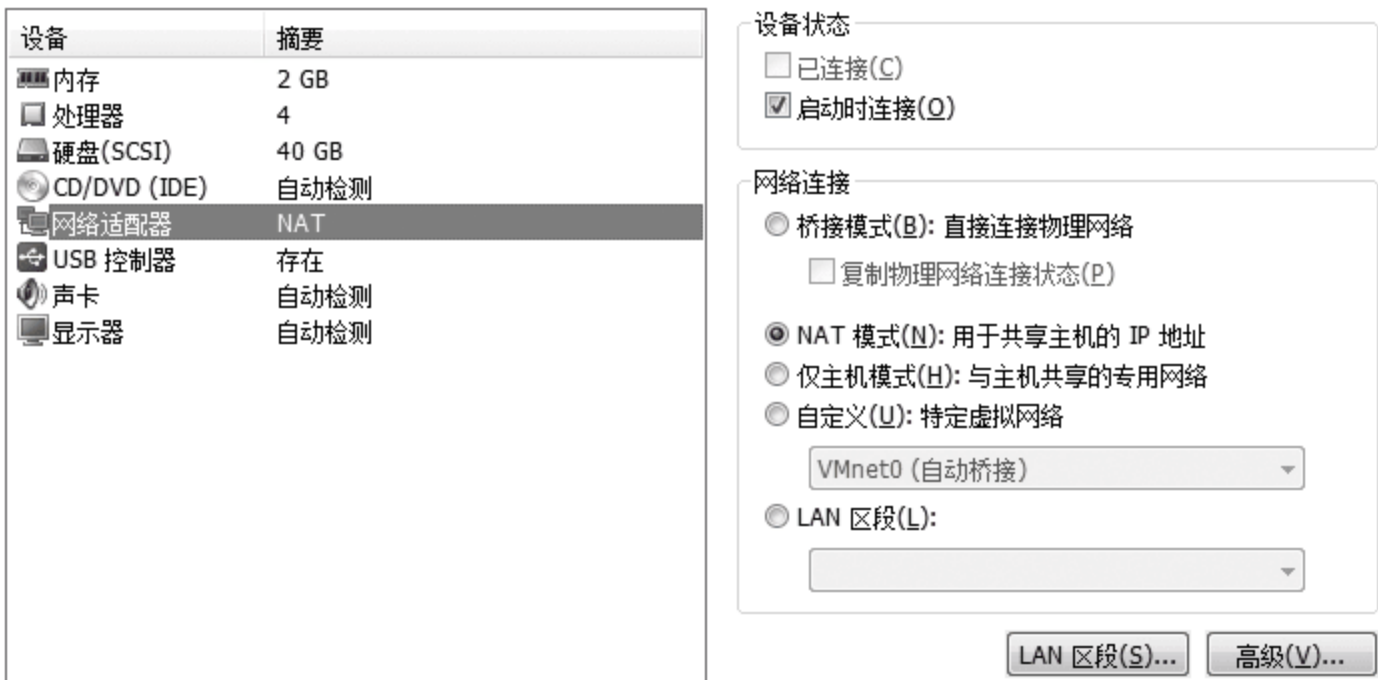 设备 摘要
内存 2 GB
处理器 4
硬盘(SCSI) 40 GB
CD/DVD (IDE) 自动检测
网络适配器 NAT
USB 控制器 存在
声卡 自动检测
显示器 自动检测
设备状态
已连接(C)
启动时连接(O)
网络连接
桥接模式(B): 直接连接物理网络
复制物理网络连接状态(P)
NAT 模式(N): 用于共享主机的 IP 地址
仅主机模式(H): 与主机共享的专用网络
自定义(U): 特定虚拟网络
VMnet0 (自动桥接)
LAN 区段(L):
LAN 区段(S)... 高级(V)...